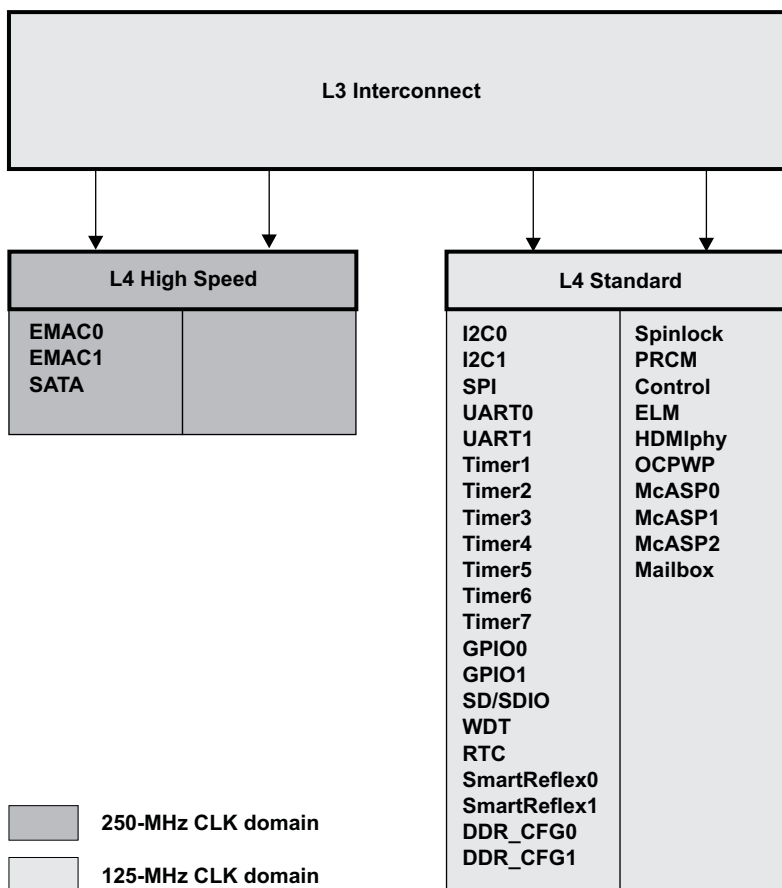 L3 Interconnect
L4 High Speed
EMAC0
EMAC1
SATA
L4 Standard
I2C0
I2C1
SPI
UART0
UART1
Timer1
Timer2
Timer3
Timer4
Timer5
Timer6
Timer7
GPIO0
GPIO1
SD/SDIO
WDT
RTC
SmartReflex0
SmartReflex1
DDR_CFG0
DDR_CFG1
Spinlock
PRCM
Control
ELM
HDMIphy
OCPWP
McASP0
McASP1
McASP2
Mailbox
250-MHz CLK domain
125-MHz CLK domain